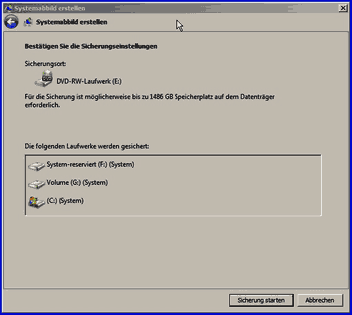 Systemabbild erstellen
Systemabbild erstellen
Bestätigen Sie die Sicherungseinstellungen
Sicherungsort:
DVD-RW-Laufwerk (E:)
Für die Sicherung ist möglicherweise bis zu 1486 GB Speicherplatz auf dem Datenträger
erforderlich.
Die folgenden Laufwerke werden gesichert:
System-reserviert (F:) (System)
Volume (G:) (System)
(C:) (System)
Sicherung starten
Abbrechen